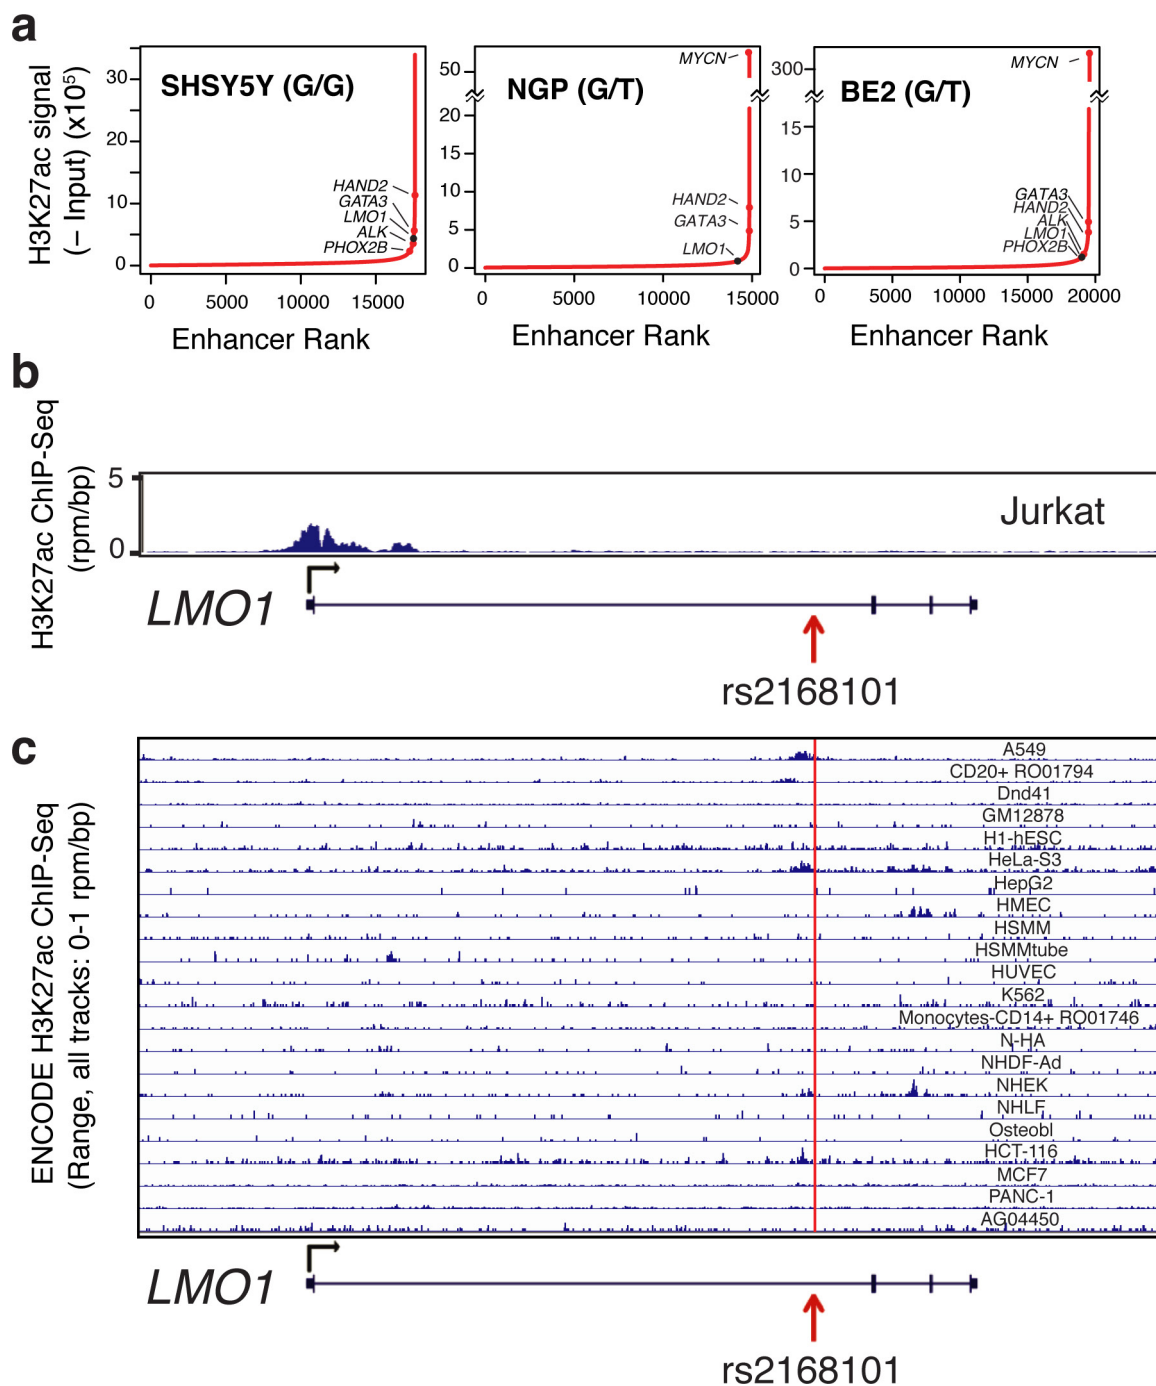 a
H3K27ac signal
(– Input) (x10⁵)
SHSY5Y (G/G)
30
20
10
0
HAND2
GATA3
LMO1
ALK
PHOX2B
0 5000 10000 15000
Enhancer Rank
NGP (G/T)
MYCN
50
20
15
10
5
0
HAND2
GATA3
LMO1
0 5000 10000 15000
Enhancer Rank
BE2 (G/T)
MYCN
300
15
10
5
0
GATA3
HAND2
ALK
LMO1
PHOX2B
0 5000 10000 15000 20000
Enhancer Rank
b
H3K27ac ChIP-Seq
(rpm/bp)
5
0
Jurkat
LMO1
rs2168101
c
ENCODE H3K27ac ChIP-Seq
(Range, all tracks: 0-1 rpm/bp)
A549
CD20+ RO01794
Dnd41
GM12878
H1-hESC
HeLa-S3
HepG2
HMEC
HSMM
HSMMtube
HUVEC
K562
Monocytes-CD14+ RO01746
N-HA
NHDF-Ad
NHEK
NHLF
Osteobl
HCT-116
MCF7
PANC-1
AG04450
LMO1
rs2168101